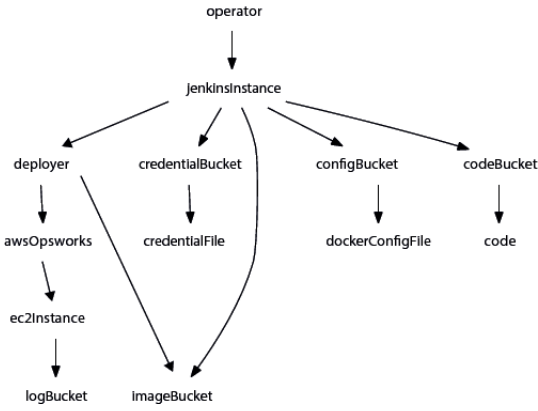 operator
jenkinsInstance
deployer
credentialBucket
configBucket
codeBucket
awsOpsworks
credentialFile
dockerConfigFile
code
ec2Instance
logBucket
imageBucket